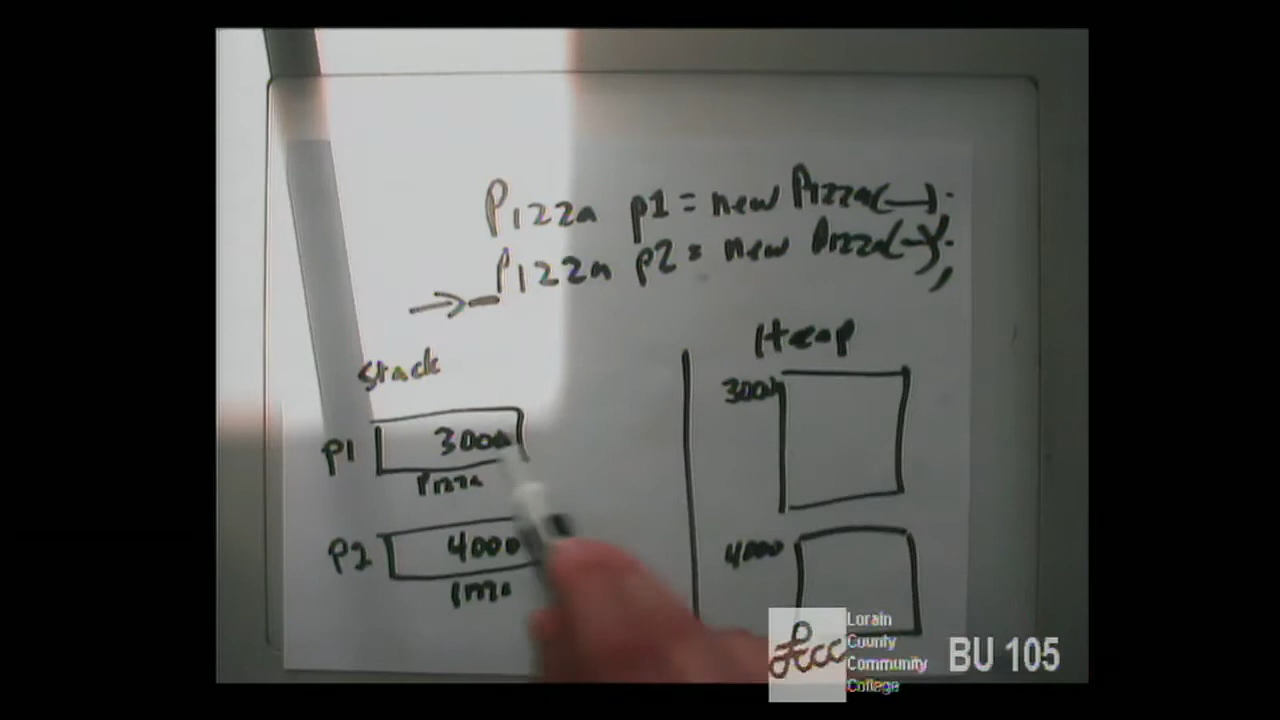 Pizza p1 = new Pizza(—);
Pizza p2 = new Pizza(—);
Stack
Heap
p1 3000
Pizza
3000
p2 4000
4000
Lorain
County
Community
College
lccc
BU 105